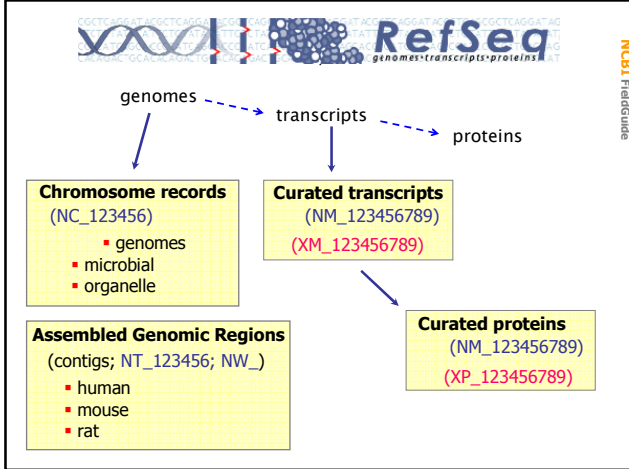 RefSeq
genomes•transcripts•proteins
NCBI FieldGuide
genomes
transcripts
proteins
Chromosome records
(NC_123456)
▪ genomes
▪ microbial
▪ organelle
Curated transcripts
(NM_123456789)
(XM_123456789)
Assembled Genomic Regions
(contigs; NT_123456; NW_)
▪ human
▪ mouse
▪ rat
Curated proteins
(NM_123456789)
(XP_123456789)